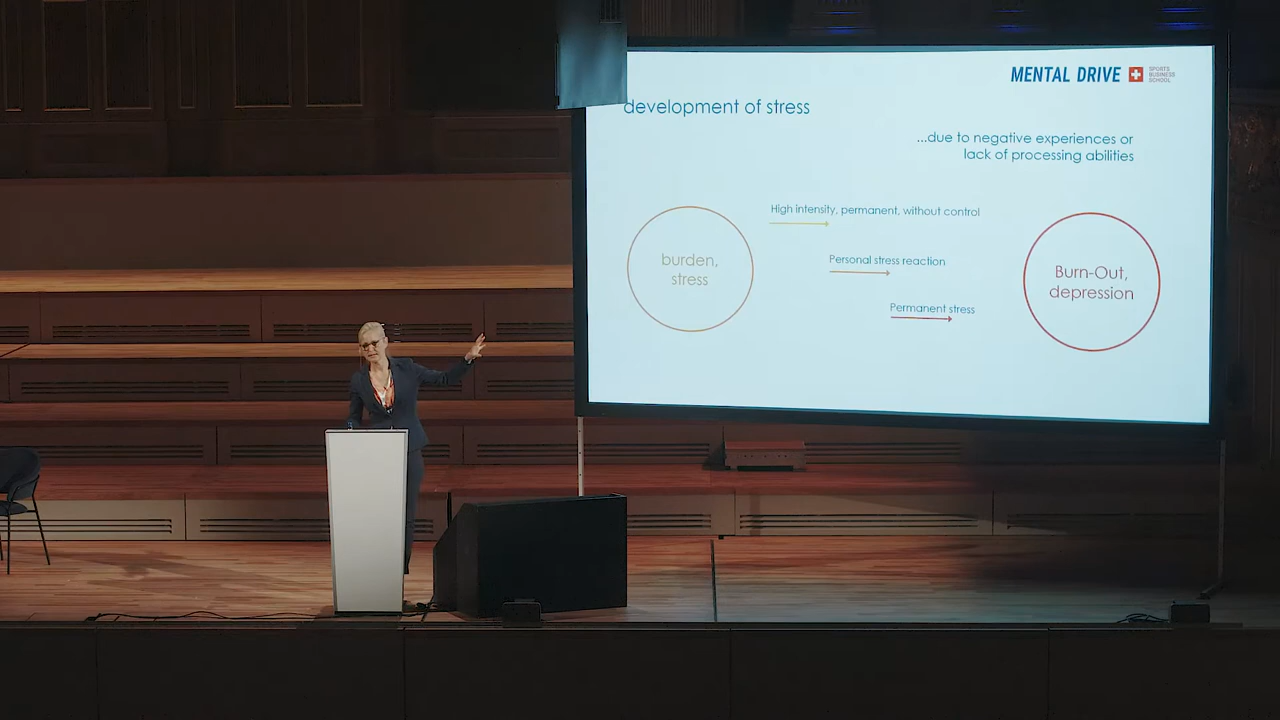 MENTAL DRIVE
SPORTS
BUSINESS
SCHOOL
development of stress
...due to negative experiences or
lack of processing abilities
High intensity, permanent, without control
burden,
stress
Personal stress reaction
Permanent stress
Burn-Out,
depression